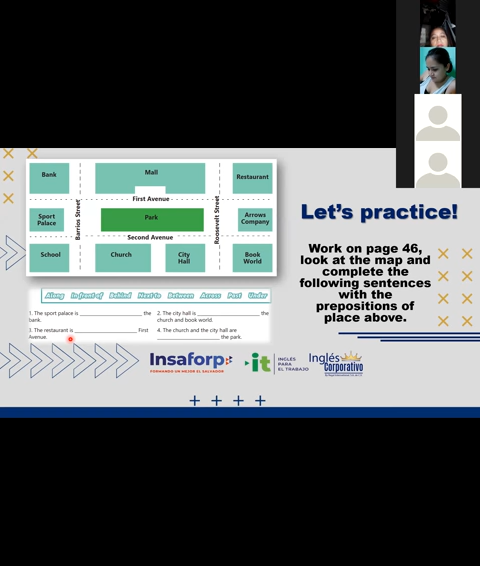 Bank
Mall
Restaurant
First Avenue
Sport
Palace
Barrios Street
Park
Roosevelt Street
Arrows
Company
Second Avenue
School
Church
City
Hall
Book
World
Along In front of Behind Next to Between Across Past Under
1. The sport palace is ____________________ the
bank.
2. The city hall is ____________________ the
church and book world.
3. The restaurant is ____________________ First
Avenue.
4. The church and the city hall are
____________________ the park.
Let's practice!
Work on page 46,
look at the map and
complete the
following sentences
with the
prepositions of
place above.
Insaforp
FORMANDO UN MEJOR EL SALVADOR
it
INGLÉS
PARA
EL TRABAJO
Inglés
Corporativo